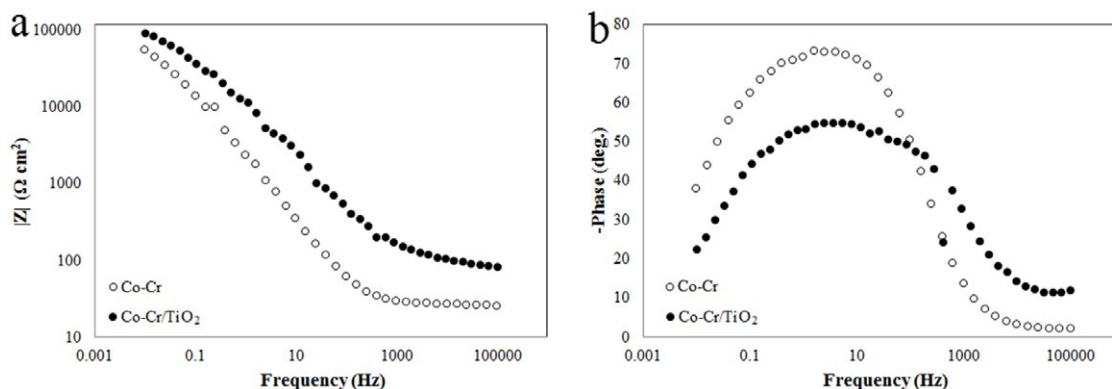 a
100000
10000
1000
100
10
|Z| (Ω cm²)
Co-Cr
Co-Cr/TiO₂
0.001 0.1 10 1000 100000
Frequency (Hz)
b
80
70
60
50
40
30
20
10
0
-Phase (deg.)
Co-Cr
Co-Cr/TiO₂
0.001 0.1 10 1000 100000
Frequency (Hz)